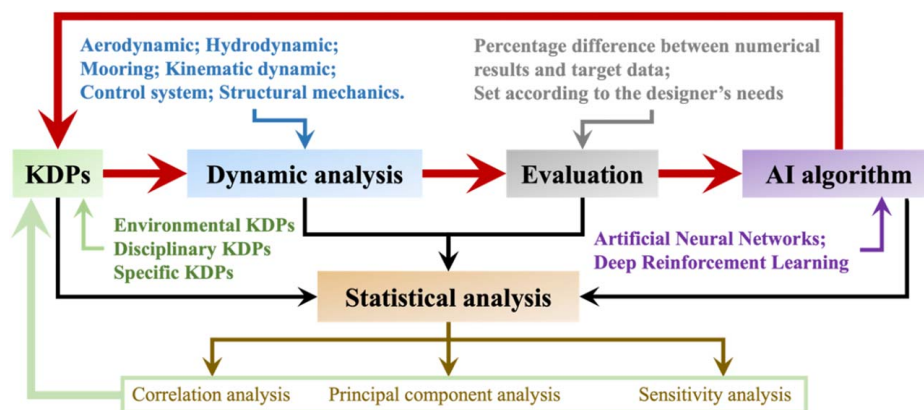 Aerodynamic; Hydrodynamic;
Mooring; Kinematic dynamic;
Control system; Structural mechanics.
Percentage difference between numerical
results and target data;
Set according to the designer's needs
KDPs
Dynamic analysis
Evaluation
AI algorithm
Environmental KDPs
Disciplinary KDPs
Specific KDPs
Artificial Neural Networks;
Deep Reinforcement Learning
Statistical analysis
Correlation analysis
Principal component analysis
Sensitivity analysis